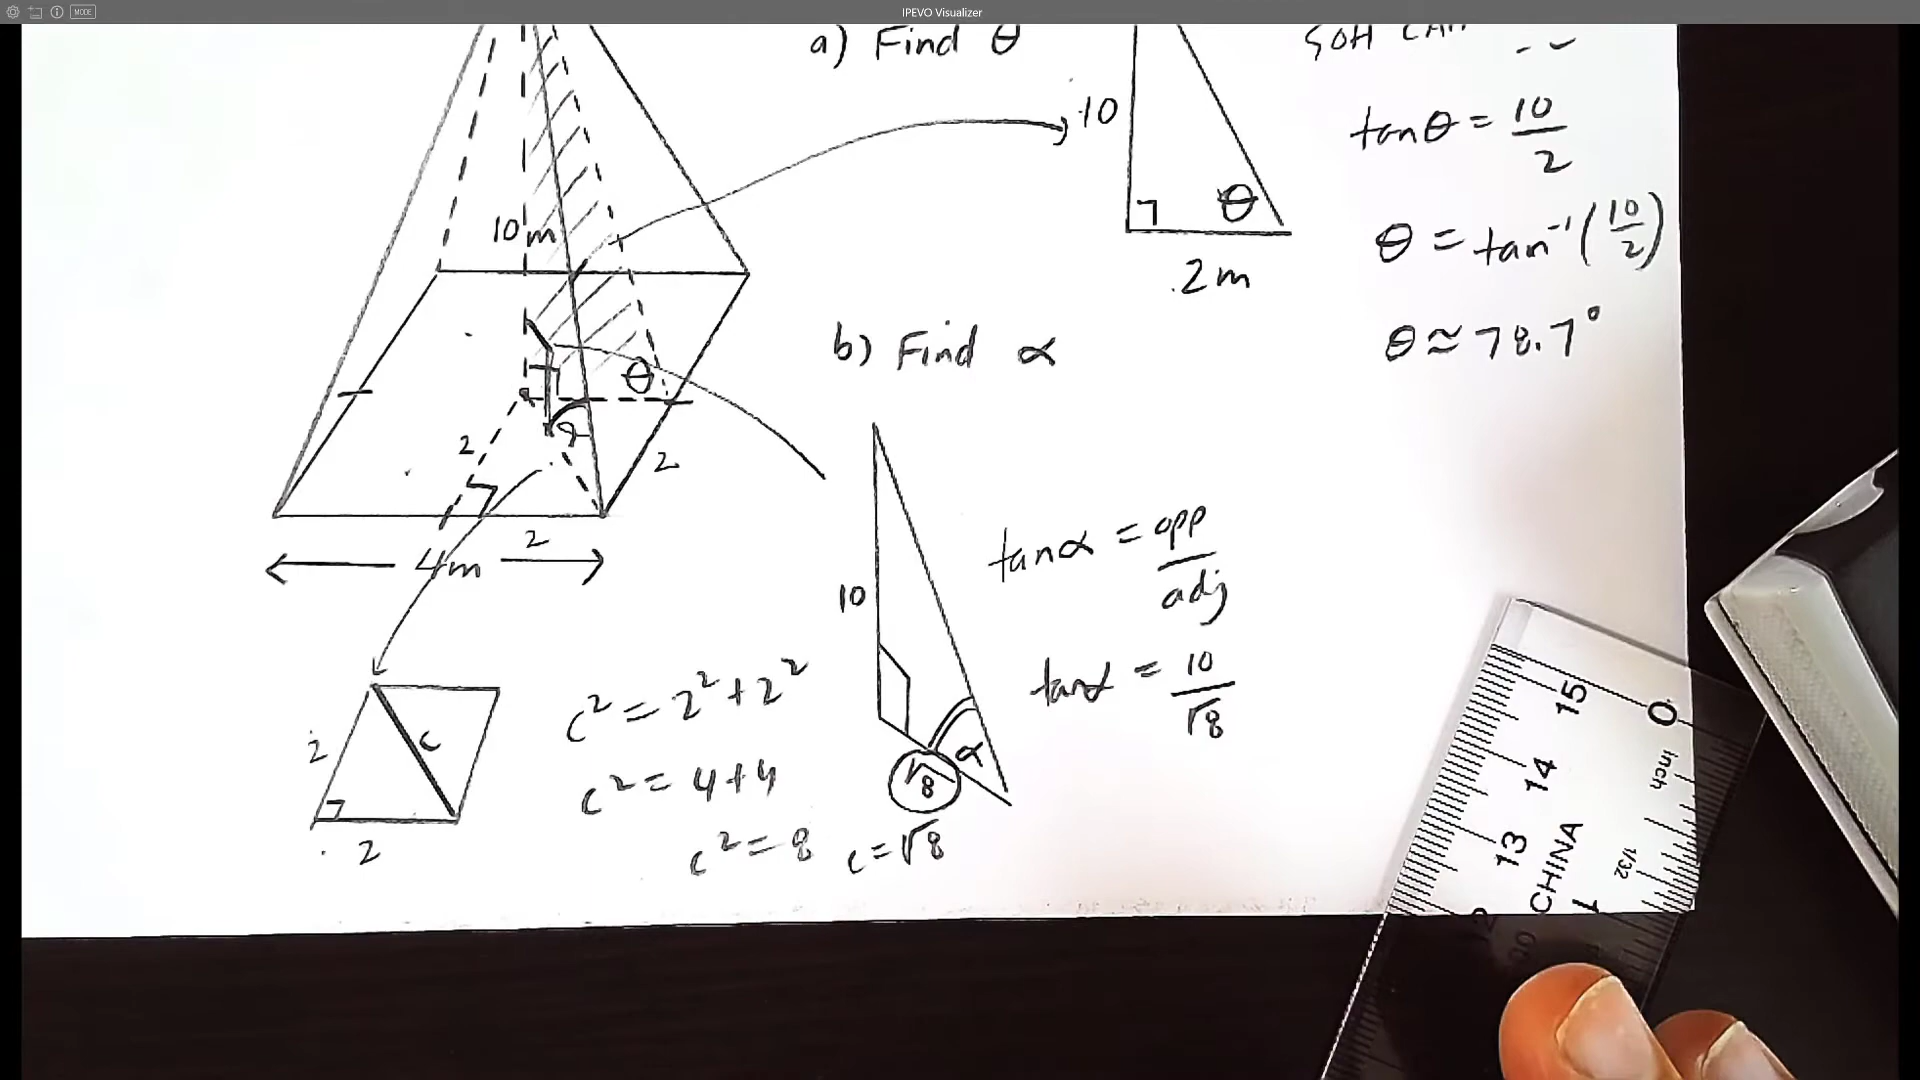 MODE
IPEVO Visualizer
a) Find θ
SOH CAH
10
7 θ
2m
tanθ = 10/2
θ = tan⁻¹(10/2)
θ ≈ 78.7°
10m
θ
2
2
2
4m
b) Find α
10
α
√8
tanα = opp/adj
tanα = 10/√8
2
c
2
c² = 2² + 2²
c² = 4 + 4
c² = 8 c = √8
15
14
13
0
Inch
1/32
CHINA